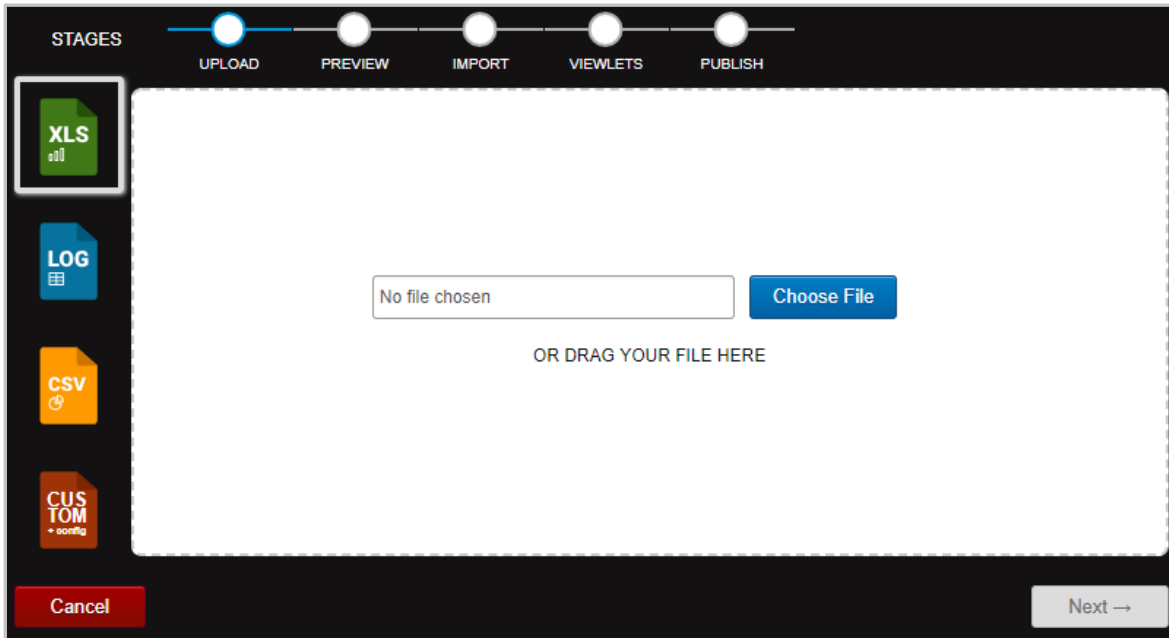 STAGES
UPLOAD PREVIEW IMPORT VIEWLETS PUBLISH
XLS
LOG
CSV
CUS
TOM
+ config
No file chosen
Choose File
OR DRAG YOUR FILE HERE
Cancel
Next →